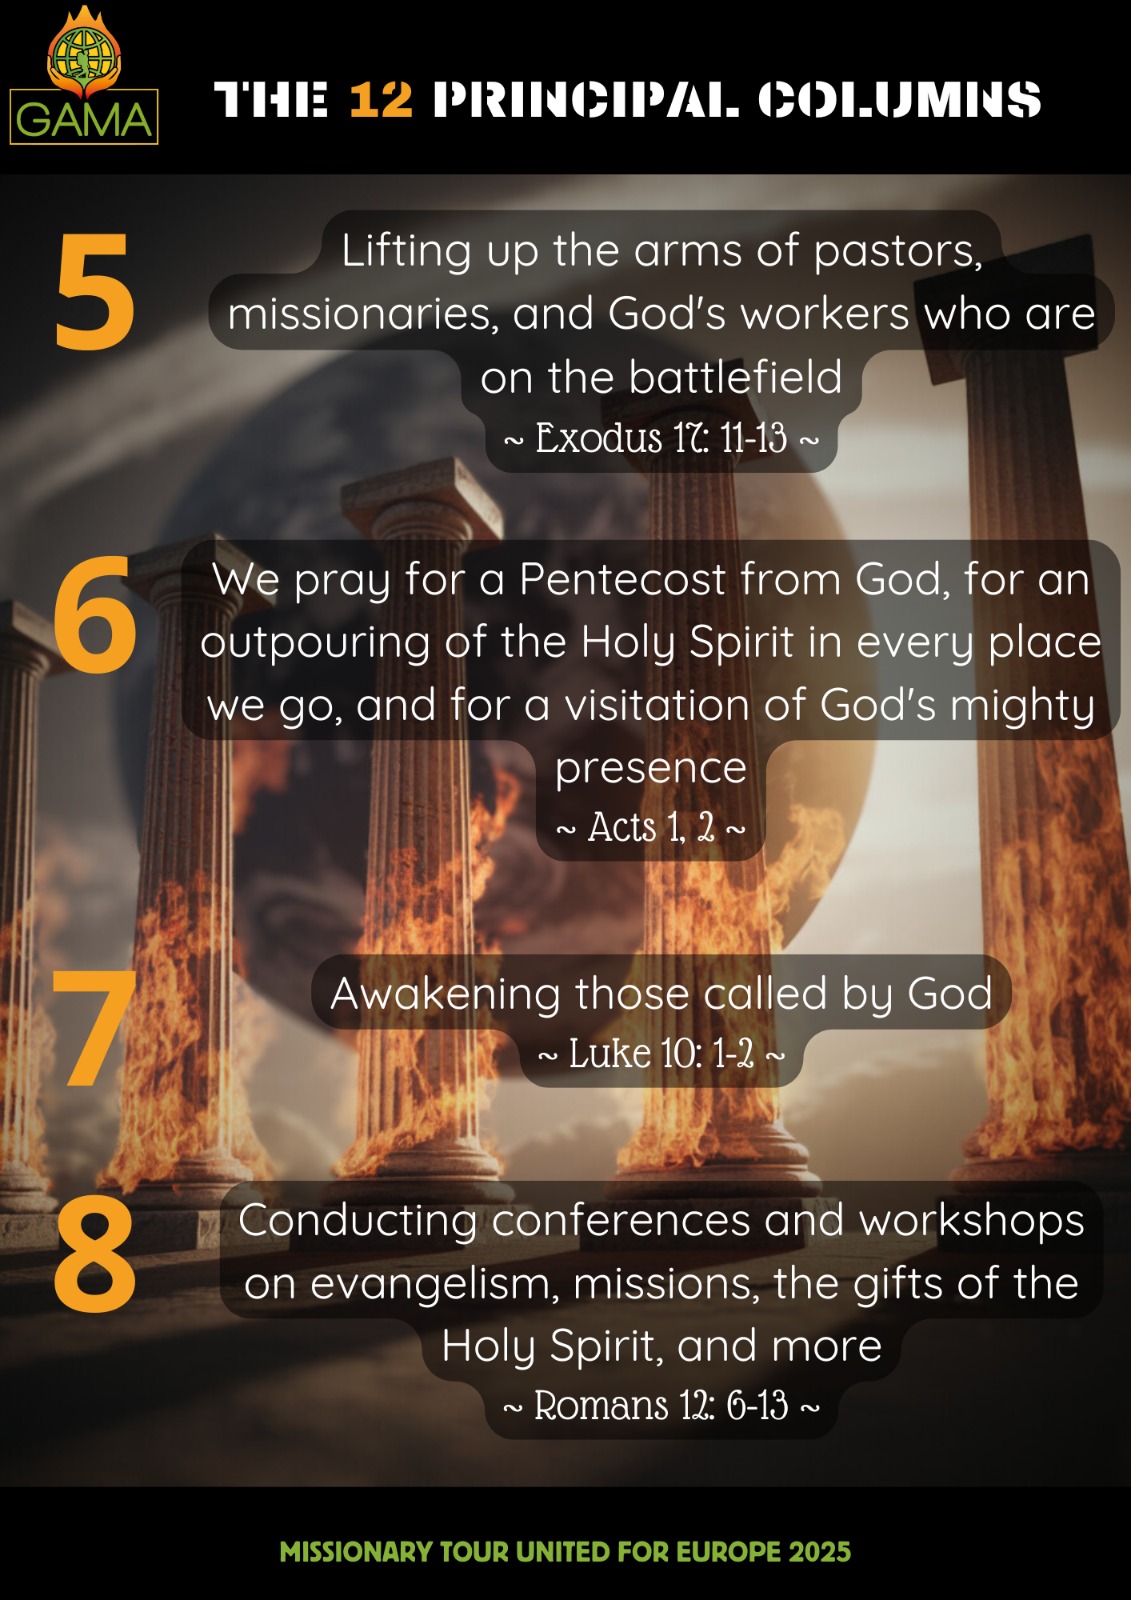 GAMA
THE 12 PRINCIPAL COLUMNS
5
Lifting up the arms of pastors,
missionaries, and God's workers who are
on the battlefield
~ Exodus 17: 11-13 ~
6
We pray for a Pentecost from God, for an
outpouring of the Holy Spirit in every place
we go, and for a visitation of God's mighty
presence
~ Acts 1, 2 ~
7
Awakening those called by God
~ Luke 10: 1-2 ~
8
Conducting conferences and workshops
on evangelism, missions, the gifts of the
Holy Spirit, and more
~ Romans 12: 6-13 ~
MISSIONARY TOUR UNITED FOR EUROPE 2025